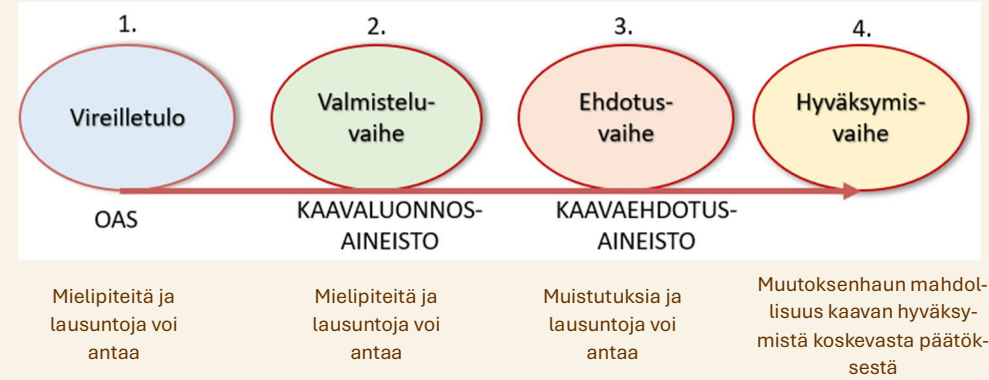 1.
Vireilletulo
OAS
Mielipiteitä ja
lausuntoja voi
antaa
2.
Valmistelu-
vaihe
KAAVALUONNOS-
AINEISTO
Mielipiteitä ja
lausuntoja voi
antaa
3.
Ehdotus-
vaihe
KAAVAEHDOTUS-
AINEISTO
Muistutuksia ja
lausuntoja voi
antaa
4.
Hyväksymis-
vaihe
Muutoksenhaun mahdol-
lisuus kaavan hyväksy-
mistä koskevasta päätök-
sestä